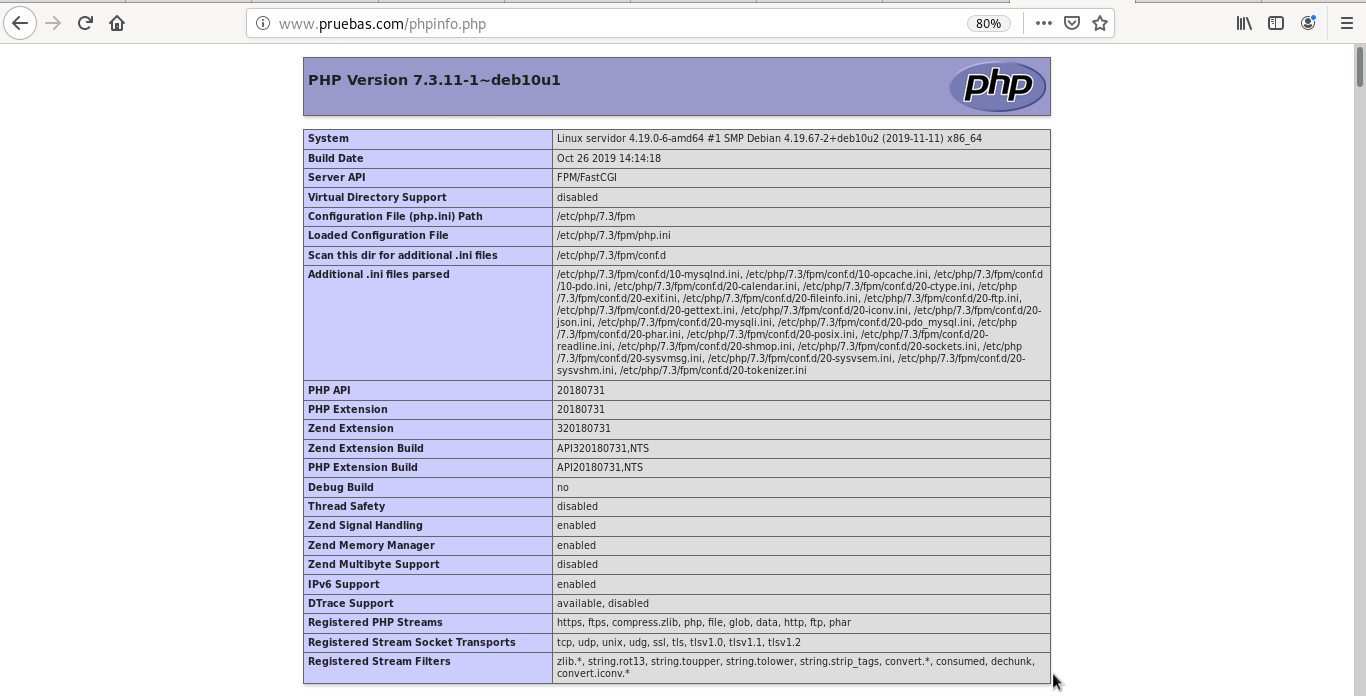 www.pruebas.com/phpinfo.php 80%
PHP Version 7.3.11-1~deb10u1
php
System Linux servidor 4.19.0-6-amd64 #1 SMP Debian 4.19.67-2+deb10u2 (2019-11-11) x86_64
Build Date Oct 26 2019 14:14:18
Server API FPM/FastCGI
Virtual Directory Support disabled
Configuration File (php.ini) Path /etc/php/7.3/fpm
Loaded Configuration File /etc/php/7.3/fpm/php.ini
Scan this dir for additional .ini files /etc/php/7.3/fpm/conf.d
Additional .ini files parsed /etc/php/7.3/fpm/conf.d/10-mysqlnd.ini, /etc/php/7.3/fpm/conf.d/10-opcache.ini, /etc/php/7.3/fpm/conf.d
/10-pdo.ini, /etc/php/7.3/fpm/conf.d/20-calendar.ini, /etc/php/7.3/fpm/conf.d/20-ctype.ini, /etc/php
/7.3/fpm/conf.d/20-exif.ini, /etc/php/7.3/fpm/conf.d/20-fileinfo.ini, /etc/php/7.3/fpm/conf.d/20-ftp.ini,
/etc/php/7.3/fpm/conf.d/20-gettext.ini, /etc/php/7.3/fpm/conf.d/20-iconv.ini, /etc/php/7.3/fpm/conf.d/20-
json.ini, /etc/php/7.3/fpm/conf.d/20-mysqli.ini, /etc/php/7.3/fpm/conf.d/20-pdo_mysql.ini, /etc/php
/7.3/fpm/conf.d/20-phar.ini, /etc/php/7.3/fpm/conf.d/20-posix.ini, /etc/php/7.3/fpm/conf.d/20-
readline.ini, /etc/php/7.3/fpm/conf.d/20-shmop.ini, /etc/php/7.3/fpm/conf.d/20-sockets.ini, /etc/php
/7.3/fpm/conf.d/20-sysvmsg.ini, /etc/php/7.3/fpm/conf.d/20-sysvsem.ini, /etc/php/7.3/fpm/conf.d/20-
sysvshm.ini, /etc/php/7.3/fpm/conf.d/20-tokenizer.ini
PHP API 20180731
PHP Extension 20180731
Zend Extension 320180731
Zend Extension Build API320180731,NTS
PHP Extension Build API20180731,NTS
Debug Build no
Thread Safety disabled
Zend Signal Handling enabled
Zend Memory Manager enabled
Zend Multibyte Support disabled
IPv6 Support enabled
DTrace Support available, disabled
Registered PHP Streams https, ftps, compress.zlib, php, file, glob, data, http, ftp, phar
Registered Stream Socket Transports tcp, udp, unix, udg, ssl, tls, tlsv1.0, tlsv1.1, tlsv1.2
Registered Stream Filters zlib.*, string.rot13, string.toupper, string.tolower, string.strip_tags, convert.*, consumed, dechunk,
convert.iconv.*